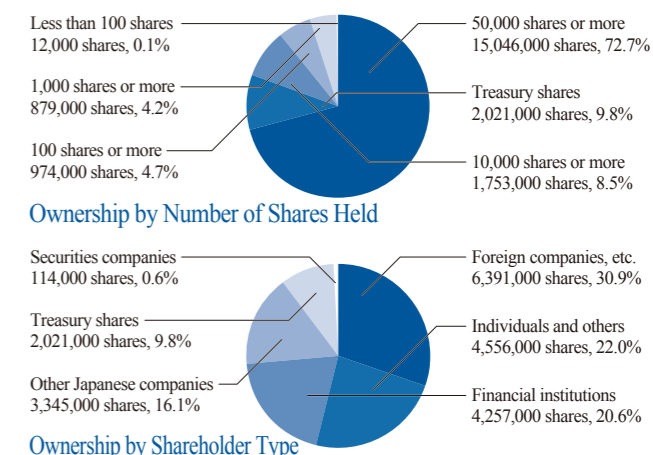 Less than 100 shares
12,000 shares, 0.1%
1,000 shares or more
879,000 shares, 4.2%
100 shares or more
974,000 shares, 4.7%
50,000 shares or more
15,046,000 shares, 72.7%
Treasury shares
2,021,000 shares, 9.8%
10,000 shares or more
1,753,000 shares, 8.5%
Ownership by Number of Shares Held
Securities companies
114,000 shares, 0.6%
Treasury shares
2,021,000 shares, 9.8%
Other Japanese companies
3,345,000 shares, 16.1%
Foreign companies, etc.
6,391,000 shares, 30.9%
Individuals and others
4,556,000 shares, 22.0%
Financial institutions
4,257,000 shares, 20.6%
Ownership by Shareholder Type